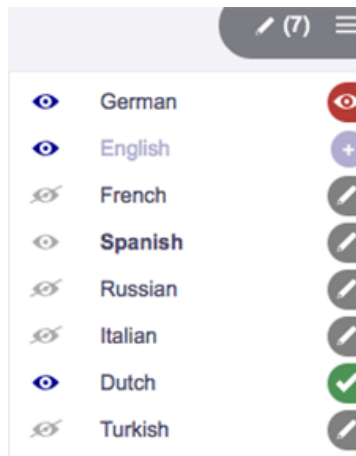 (7)
German
English
French
Spanish
Russian
Italian
Dutch
Turkish